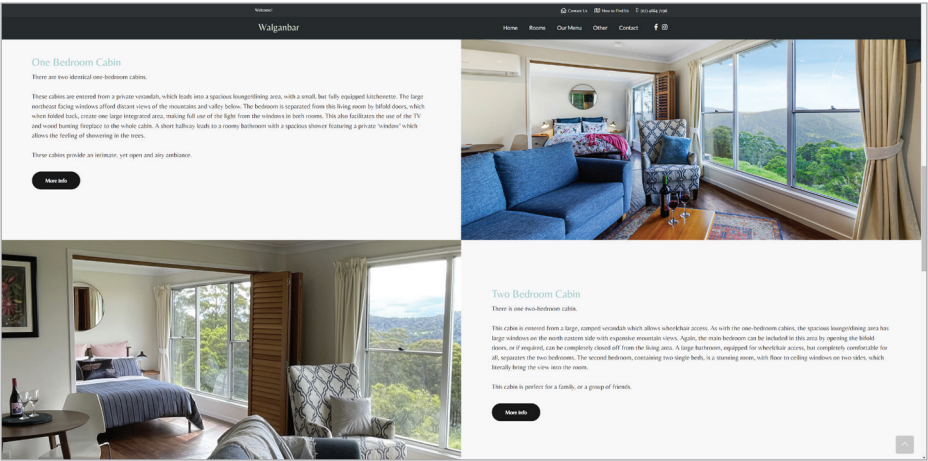 Welcome!
Contact Us How to Find Us
Walganbar
Home Rooms Our Menu Other Contact
One Bedroom Cabin
There are two identical one-bedroom cabins.
These cabins are entered from a private verandah, which leads into a spacious lounge/dining area, with a small, but fully equipped kitchenette. The large
northeast facing windows afford distant views of the mountains and valley below. The bedroom is separated from this living room by bifold doors, which
when folded back, create one large integrated area, making full use of the light from the windows in both rooms. This also facilitates the use of the TV
and wood burning fireplace to the whole cabin. A short hallway leads to a roomy bathroom with a spacious shower featuring a private 'window' which
allows the feeling of showering in the trees.
These cabins provide an intimate, yet open and airy ambiance.
More Info
Two Bedroom Cabin
There is one two-bedroom cabin.
This cabin is entered from a large, ramped verandah which allows wheelchair access. As with the one-bedroom cabins, the spacious lounge/dining area has
large windows on the north eastern side with expansive mountain views. Again, the main bedroom can be included in this area by opening the bifold
doors, or if required, can be completely closed off from the living area. A large bathroom, equipped for wheelchair access, but completely comfortable for
all, separates the two bedrooms. The second bedroom, containing two single beds, is a stunning room, with floor to ceiling windows on two sides, which
literally bring the view into the room.
This cabin is perfect for a family, or a group of friends.
More Info